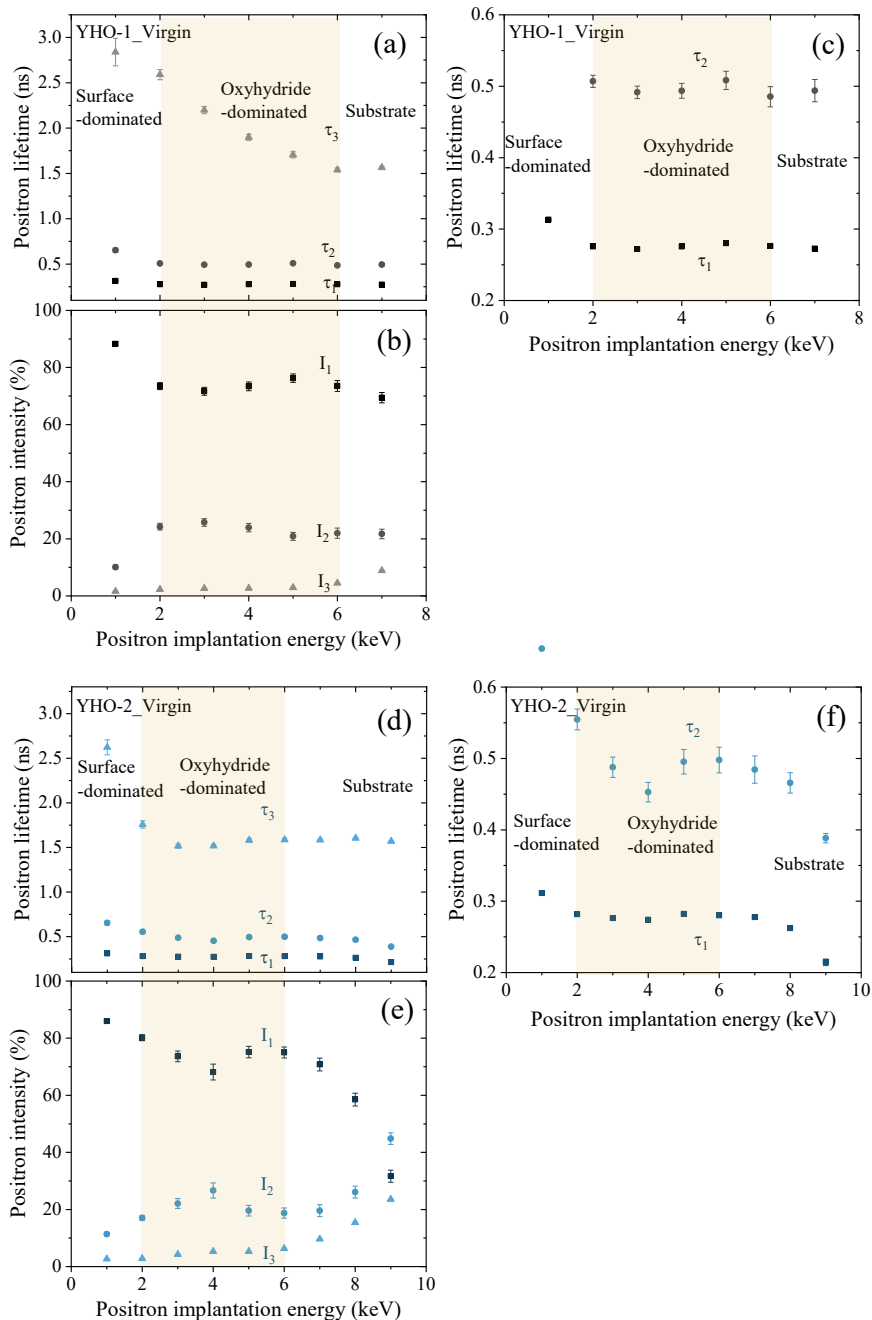 YHO-1_Virgin
(a)
Surface
-dominated
Oxyhydride
-dominated
Substrate
τ3
τ2
τ1
3.0
2.5
2.0
1.5
1.0
0.5
Positron lifetime (ns)
(b)
I1
I2
I3
100
80
60
40
20
0
Positron intensity (%)
0 2 4 6 8
Positron implantation energy (keV)
YHO-1_Virgin
(c)
τ2
Surface
-dominated
Oxyhydride
-dominated
Substrate
τ1
0.6
0.5
0.4
0.3
0.2
Positron lifetime (ns)
0 2 4 6 8
Positron implantation energy (keV)
YHO-2_Virgin
(d)
Surface
-dominated
Oxyhydride
-dominated
Substrate
τ3
τ2
τ1
3.0
2.5
2.0
1.5
1.0
0.5
Positron lifetime (ns)
(e)
I1
I2
I3
100
80
60
40
20
0
Positron intensity (%)
0 2 4 6 8 10
Positron implantation energy (keV)
YHO-2_Virgin
(f)
τ2
Surface
-dominated
Oxyhydride
-dominated
Substrate
τ1
0.6
0.5
0.4
0.3
0.2
Positron lifetime (ns)
0 2 4 6 8 10
Positron implantation energy (keV)